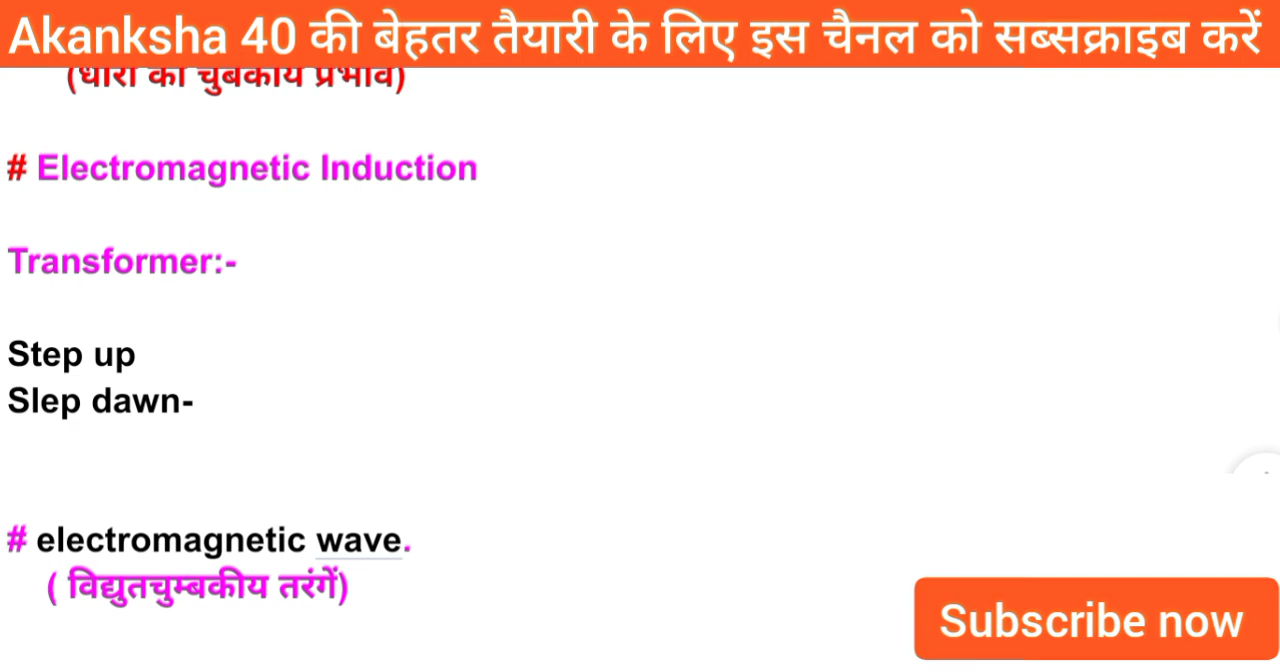 Akanksha 40 की बेहतर तैयारी के लिए इस चैनल को सब्सक्राइब करें
(धारा का चुंबकीय प्रभाव)
# Electromagnetic Induction
Transformer:-
Step up
Slep dawn-
# electromagnetic wave.
( विद्युतचुम्बकीय तरंगें)
Subscribe now